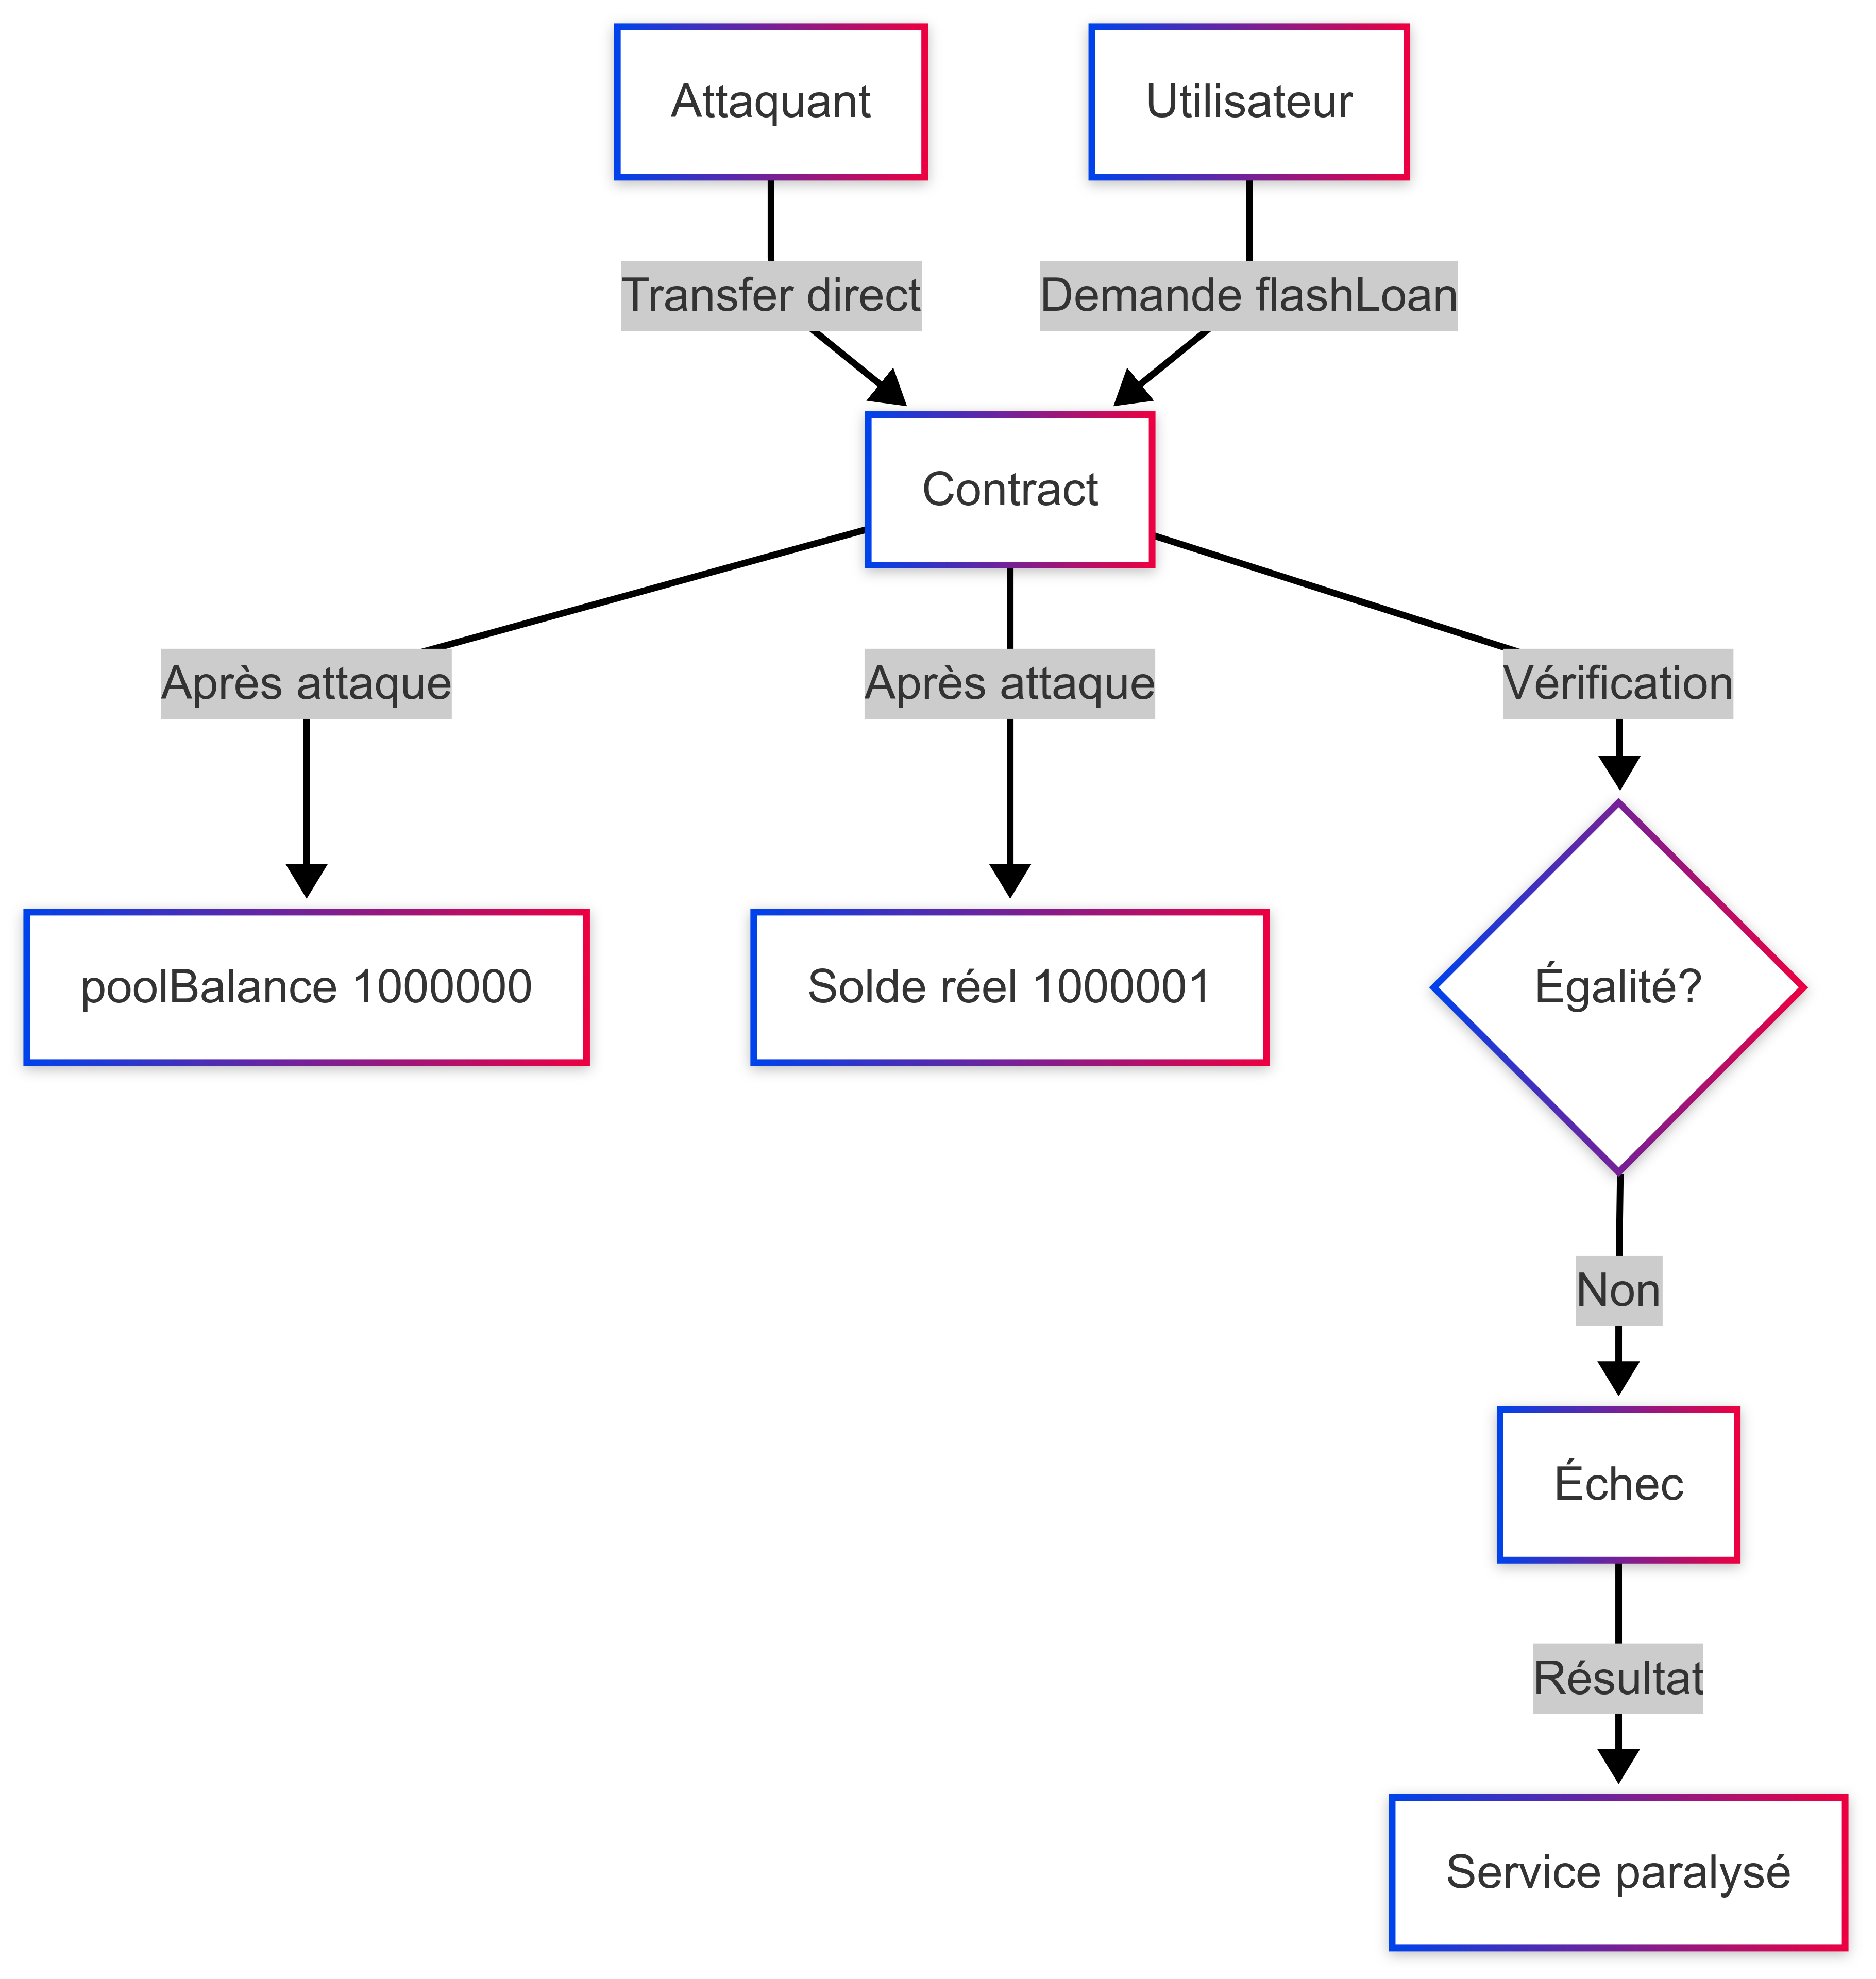 Attaquant
Utilisateur
Transfer direct
Demande flashLoan
Contract
Après attaque
Après attaque
Vérification
poolBalance 1000000
Solde réel 1000001
Égalité?
Non
Échec
Résultat
Service paralysé